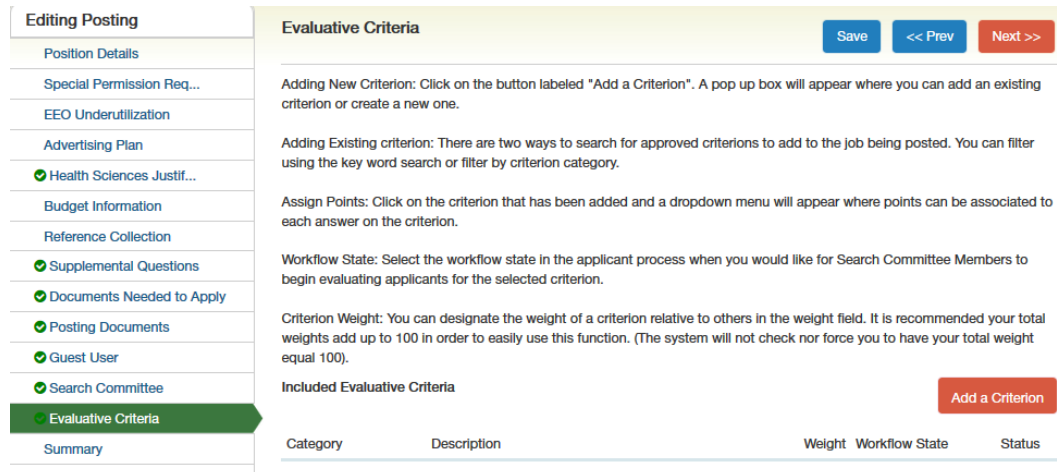 Editing Posting
Position Details
Special Permission Req...
EEO Underutilization
Advertising Plan
Health Sciences Justif...
Budget Information
Reference Collection
Supplemental Questions
Documents Needed to Apply
Posting Documents
Guest User
Search Committee
Evaluative Criteria
Summary
Evaluative Criteria
Save
<< Prev
Next >>
Adding New Criterion: Click on the button labeled "Add a Criterion". A pop up box will appear where you can add an existing
criterion or create a new one.
Adding Existing criterion: There are two ways to search for approved criterions to add to the job being posted. You can filter
using the key word search or filter by criterion category.
Assign Points: Click on the criterion that has been added and a dropdown menu will appear where points can be associated to
each answer on the criterion.
Workflow State: Select the workflow state in the applicant process when you would like for Search Committee Members to
begin evaluating applicants for the selected criterion.
Criterion Weight: You can designate the weight of a criterion relative to others in the weight field. It is recommended your total
weights add up to 100 in order to easily use this function. (The system will not check nor force you to have your total weight
equal 100).
Included Evaluative Criteria
Add a Criterion
Category Description Weight Workflow State Status